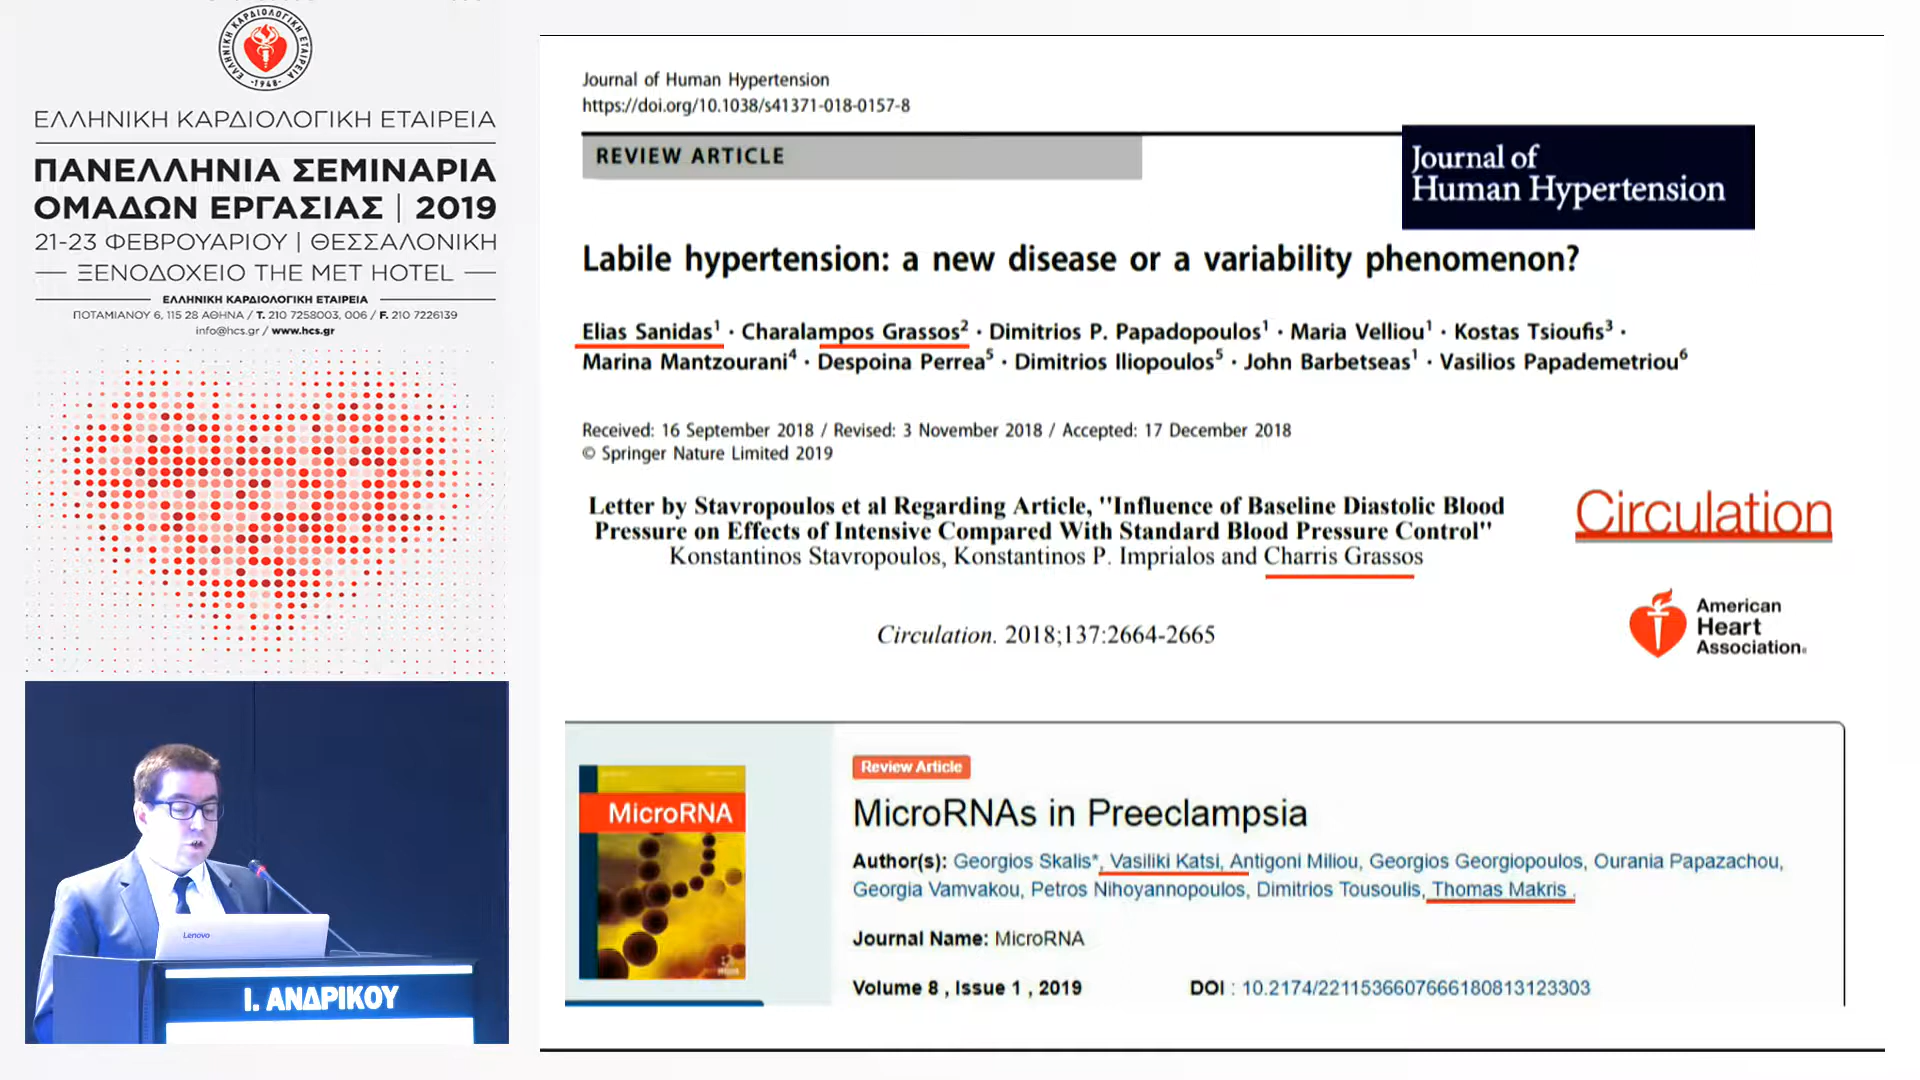 ΕΛΛΗΝΙΚΗ ΚΑΡΔΙΟΛΟΓΙΚΗ ΕΤΑΙΡΕΙΑ
-1948-
ΕΛΛΗΝΙΚΗ ΚΑΡΔΙΟΛΟΓΙΚΗ ΕΤΑΙΡΕΙΑ
ΠΑΝΕΛΛΗΝΙΑ ΣΕΜΙΝΑΡΙΑ
ΟΜΑΔΩΝ ΕΡΓΑΣΙΑΣ | 2019
21-23 ΦΕΒΡΟΥΑΡΙΟΥ | ΘΕΣΣΑΛΟΝΙΚΗ
ΞΕΝΟΔΟΧΕΙΟ THE MET HOTEL
ΕΛΛΗΝΙΚΗ ΚΑΡΔΙΟΛΟΓΙΚΗ ΕΤΑΙΡΕΙΑ
ΠΟΤΑΜΙΑΝΟΥ 6, 115 28 ΑΘΗΝΑ / T. 210 7258003, 006 / F. 210 7226139
info@hcs.gr / www.hcs.gr
Lenovo
Ι. ΑΝΔΡΙΚΟΥ
Journal of Human Hypertension
https://doi.org/10.1038/s41371-018-0157-8
REVIEW ARTICLE
Journal of
Human Hypertension
Labile hypertension: a new disease or a variability phenomenon?
Elias Sanidas1 · Charalampos Grassos2 · Dimitrios P. Papadopoulos1 · Maria Velliou1 · Kostas Tsioufis3 ·
Marina Mantzourani4 · Despoina Perrea5 · Dimitrios Iliopoulos5 · John Barbetseas1 · Vasilios Papademetriou6
Received: 16 September 2018 / Revised: 3 November 2018 / Accepted: 17 December 2018
© Springer Nature Limited 2019
Letter by Stavropoulos et al Regarding Article, "Influence of Baseline Diastolic Blood
Pressure on Effects of Intensive Compared With Standard Blood Pressure Control"
Konstantinos Stavropoulos, Konstantinos P. Imprialos and Charris Grassos
Circulation. 2018;137:2664-2665
Circulation
American
Heart
Association®
MicroRNA
Review Article
MicroRNAs in Preeclampsia
Author(s): Georgios Skalis*, Vasiliki Katsi, Antigoni Miliou, Georgios Georgiopoulos, Ourania Papazachou,
Georgia Vamvakou, Petros Nihoyannopoulos, Dimitrios Tousoulis, Thomas Makris .
Journal Name: MicroRNA
Volume 8 , Issue 1 , 2019
DOI : 10.2174/2211536607666180813123303